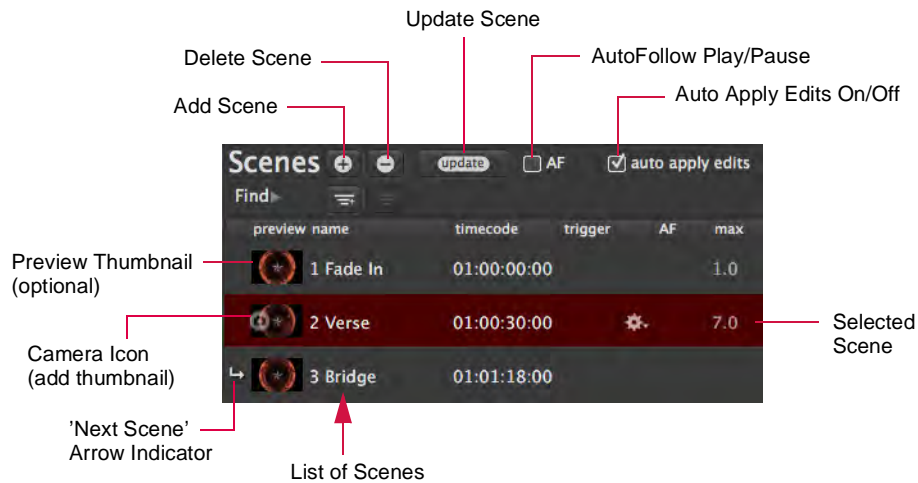 Update Scene
Delete Scene
AutoFollow Play/Pause
Add Scene
Auto Apply Edits On/Off
Scenes update AF auto apply edits
Find
preview name timecode trigger AF max
1 Fade In 01:00:00:00 1.0
2 Verse 01:00:30:00 7.0
3 Bridge 01:01:18:00
Preview Thumbnail
(optional)
Camera Icon
(add thumbnail)
'Next Scene'
Arrow Indicator
List of Scenes
Selected
Scene